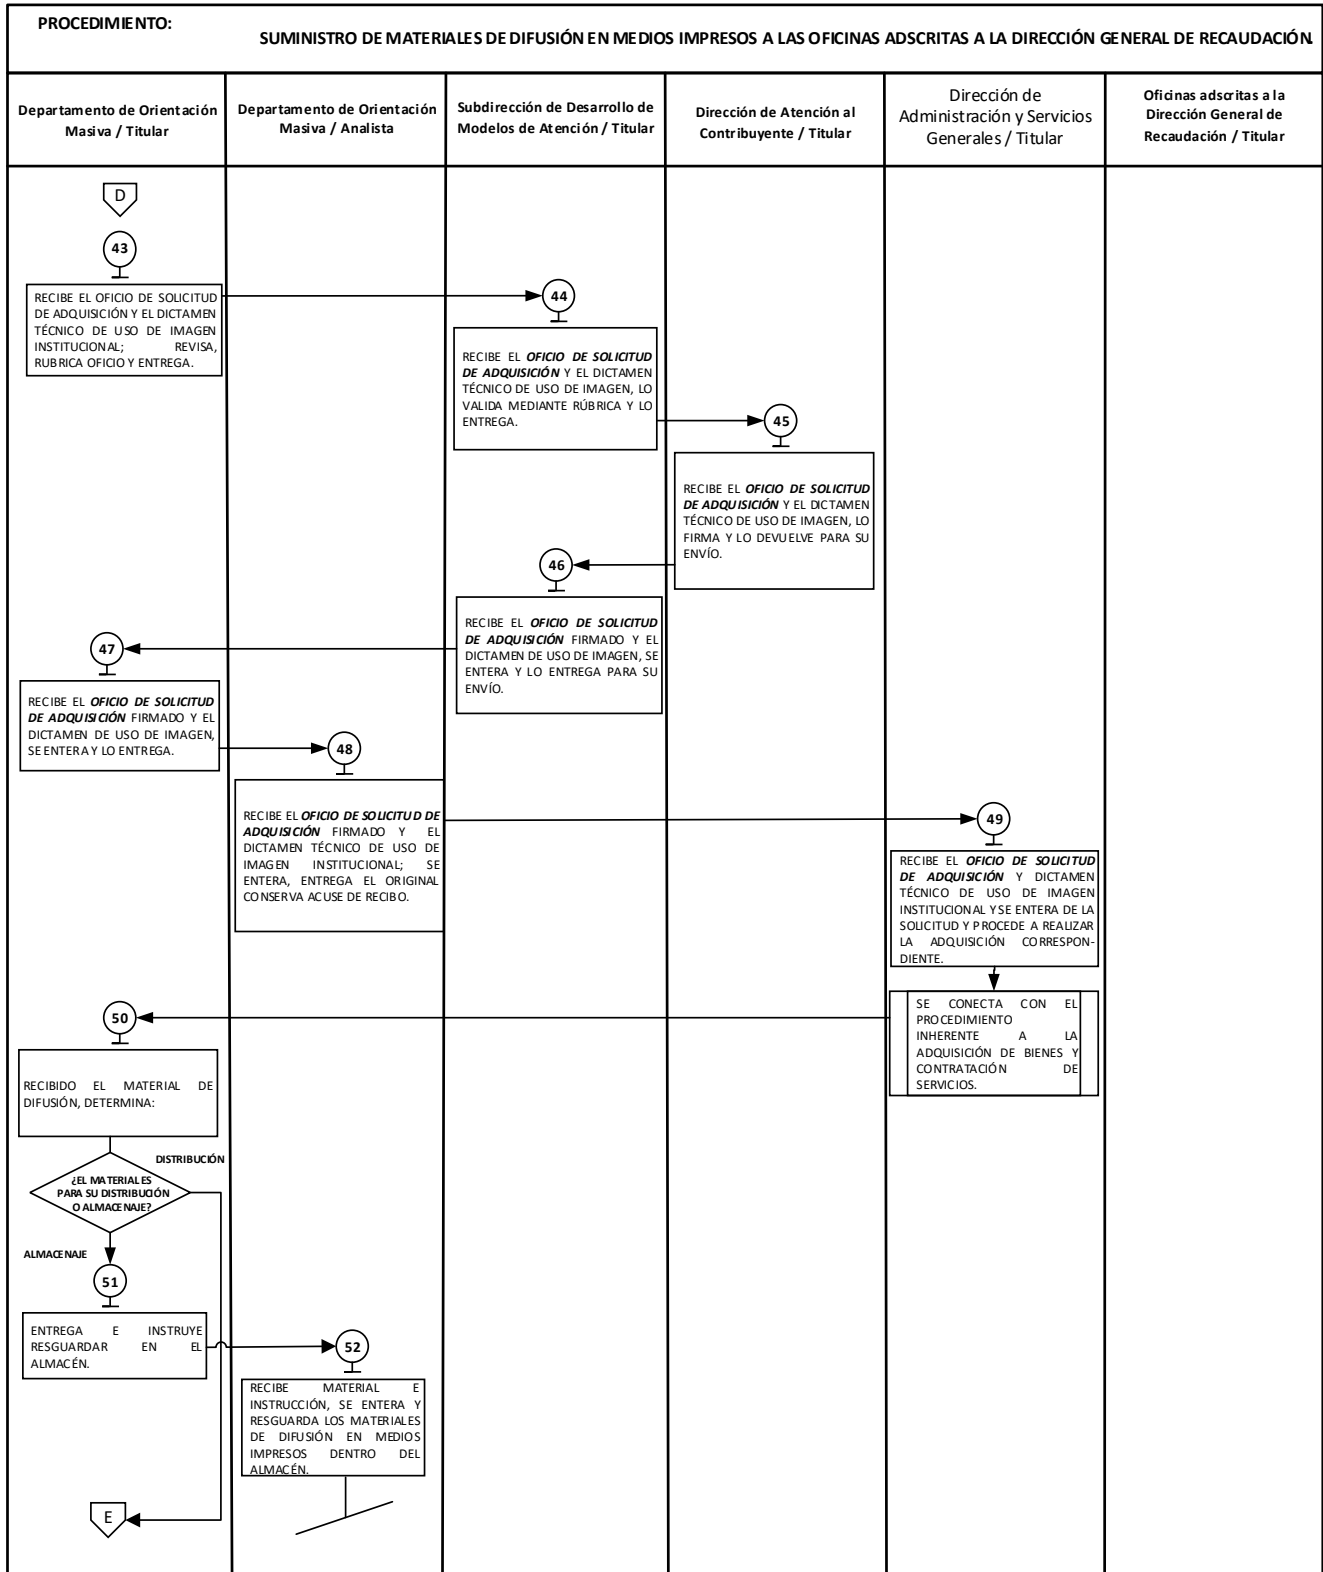 PROCEDIMIENTO:
SUMINISTRO DE MATERIALES DE DIFUSIÓN EN MEDIOS IMPRESOS A LAS OFICINAS ADSCRITAS A LA DIRECCIÓN GENERAL DE RECAUDACIÓN.
Departamento de Orientación
Masiva / Titular
Departamento de Orientación
Masiva / Analista
Subdirección de Desarrollo de
Modelos de Atención / Titular
Dirección de Atención al
Contribuyente / Titular
Dirección de
Administración y Servicios
Generales / Titular
Oficinas adscritas a la
Dirección General de
Recaudación / Titular
D
43
RECIBE EL OFICIO DE SOLICITUD
DE ADQUISICIÓN Y EL DICTAMEN
TÉCNICO DE USO DE IMAGEN
INSTITUCIONAL; REVISA,
RUBRICA OFICIO Y ENTREGA.
44
RECIBE EL OFICIO DE SOLICITUD
DE ADQUISICIÓN Y EL DICTAMEN
TÉCNICO DE USO DE IMAGEN, LO
VALIDA MEDIANTE RÚBRICA Y LO
ENTREGA.
45
RECIBE EL OFICIO DE SOLICITUD
DE ADQUISICIÓN Y EL DICTAMEN
TÉCNICO DE USO DE IMAGEN, LO
FIRMA Y LO DEVUELVE PARA SU
ENVÍO.
46
RECIBE EL OFICIO DE SOLICITUD
DE ADQUISICIÓN FIRMADO Y EL
DICTAMEN DE USO DE IMAGEN, SE
ENTERA Y LO ENTREGA PARA SU
ENVÍO.
47
RECIBE EL OFICIO DE SOLICITUD
DE ADQUISICIÓN FIRMADO Y EL
DICTAMEN DE USO DE IMAGEN,
SE ENTERA Y LO ENTREGA.
48
RECIBE EL OFICIO DE SOLICITUD DE
ADQUISICIÓN FIRMADO Y EL
DICTAMEN TÉCNICO DE USO DE
IMAGEN INSTITUCIONAL; SE
ENTERA, ENTREGA EL ORIGINAL
CONSERVA ACUSE DE RECIBO.
49
RECIBE EL OFICIO DE SOLICITUD
DE ADQUISICIÓN Y DICTAMEN
TÉCNICO DE USO DE IMAGEN
INSTITUCIONAL Y SE ENTERA DE LA
SOLICITUD Y PROCEDE A REALIZAR
LA ADQUISICIÓN CORRESPON-
DIENTE.
SE CONECTA CON EL
PROCEDIMIENTO
INHERENTE A LA
ADQUISICIÓN DE BIENES Y
CONTRATACIÓN DE
SERVICIOS.
50
RECIBIDO EL MATERIAL DE
DIFUSIÓN, DETERMINA:
DISTRIBUCIÓN
¿EL MATERIAL ES
PARA SU DISTRIBUCIÓN
O ALMACENAJE?
ALMACENAJE
51
ENTREGA E INSTRUYE
RESGUARDAR EN EL
ALMACÉN.
52
RECIBE MATERIAL E
INSTRUCCIÓN, SE ENTERA Y
RESGUARDA LOS MATERIALES
DE DIFUSIÓN EN MEDIOS
IMPRESOS DENTRO DEL
ALMACÉN.
E